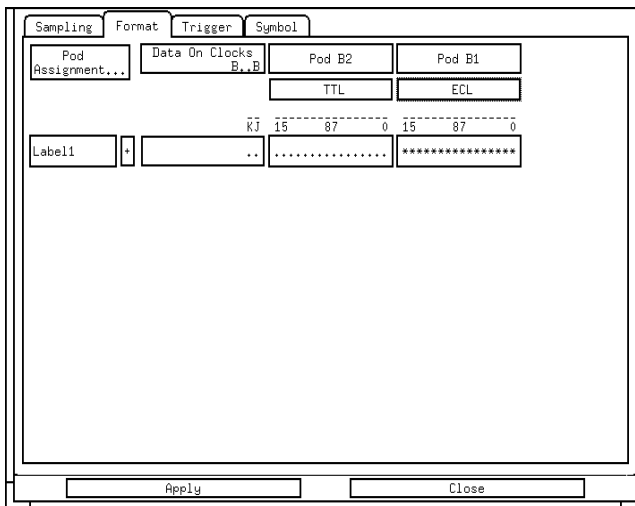 Sampling Format Trigger Symbol
Pod Assignment... Data On Clocks B..B Pod B2 Pod B1
TTL ECL
KJ 15 87 0 15 87 0
Label1 + .. ................ ****************
Apply Close